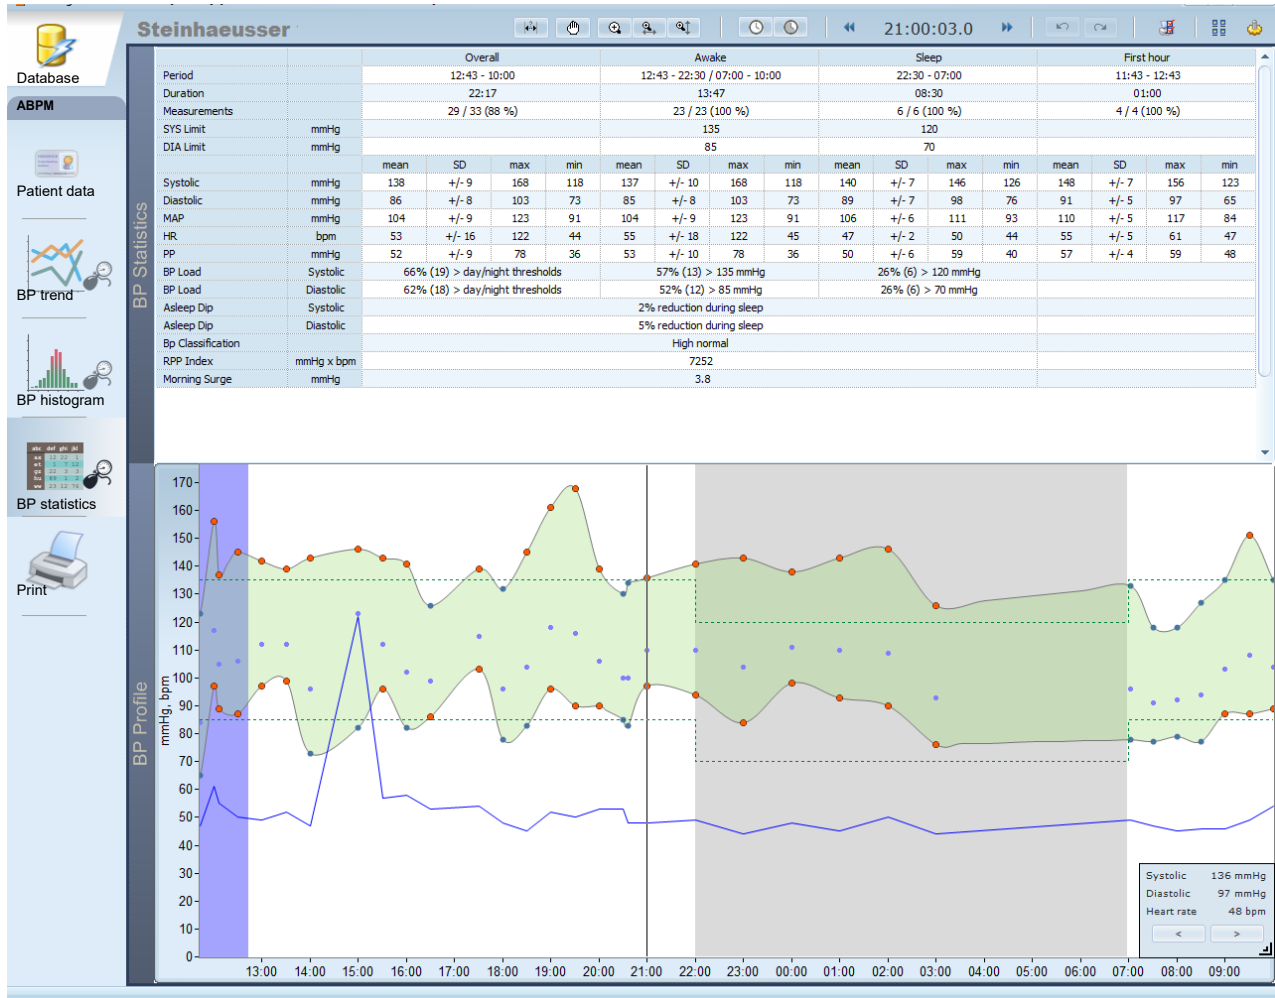 Steinhaeusser
21:00:03.0
Database
ABPM
Patient data
BP trend
BP histogram
BP statistics
Print
BP Statistics
Overall Awake Sleep First hour
Period 12:43 - 10:00 12:43 - 22:30 / 07:00 - 10:00 22:30 - 07:00 11:43 - 12:43
Duration 22:17 13:47 08:30 01:00
Measurements 29 / 33 (88 %) 23 / 23 (100 %) 6 / 6 (100 %) 4 / 4 (100 %)
SYS Limit mmHg 135 120
DIA Limit mmHg 85 70
mean SD max min mean SD max min mean SD max min mean SD max min
Systolic mmHg 138 +/- 9 168 118 137 +/- 10 168 118 140 +/- 7 146 126 148 +/- 7 156 123
Diastolic mmHg 86 +/- 8 103 73 85 +/- 8 103 73 89 +/- 7 98 76 91 +/- 5 97 65
MAP mmHg 104 +/- 9 123 91 104 +/- 9 123 91 106 +/- 6 111 93 110 +/- 5 117 84
HR bpm 53 +/- 16 122 44 55 +/- 18 122 45 47 +/- 2 50 44 55 +/- 5 61 47
PP mmHg 52 +/- 9 78 36 53 +/- 10 78 36 50 +/- 6 59 40 57 +/- 4 59 48
BP Load Systolic 66% (19) > day/night thresholds 57% (13) > 135 mmHg 26% (6) > 120 mmHg
BP Load Diastolic 62% (18) > day/night thresholds 52% (12) > 85 mmHg 26% (6) > 70 mmHg
Asleep Dip Systolic 2% reduction during sleep
Asleep Dip Diastolic 5% reduction during sleep
Bp Classification High normal
RPP Index mmHg x bpm 7252
Morning Surge mmHg 3.8
BP Profile
mmHg, bpm
170
160
150
140
130
120
110
100
90
80
70
60
50
40
30
20
10
0
13:00 14:00 15:00 16:00 17:00 18:00 19:00 20:00 21:00 22:00 23:00 00:00 01:00 02:00 03:00 04:00 05:00 06:00 07:00 08:00 09:00
Systolic 136 mmHg
Diastolic 97 mmHg
Heart rate 48 bpm
< >